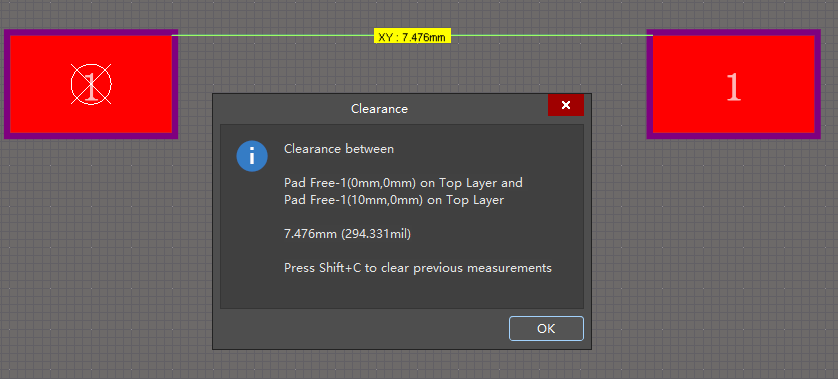 XY : 7.476mm
1
1
Clearance
Clearance between
Pad Free-1(0mm,0mm) on Top Layer and
Pad Free-1(10mm,0mm) on Top Layer
7.476mm (294.331mil)
Press Shift+C to clear previous measurements
OK